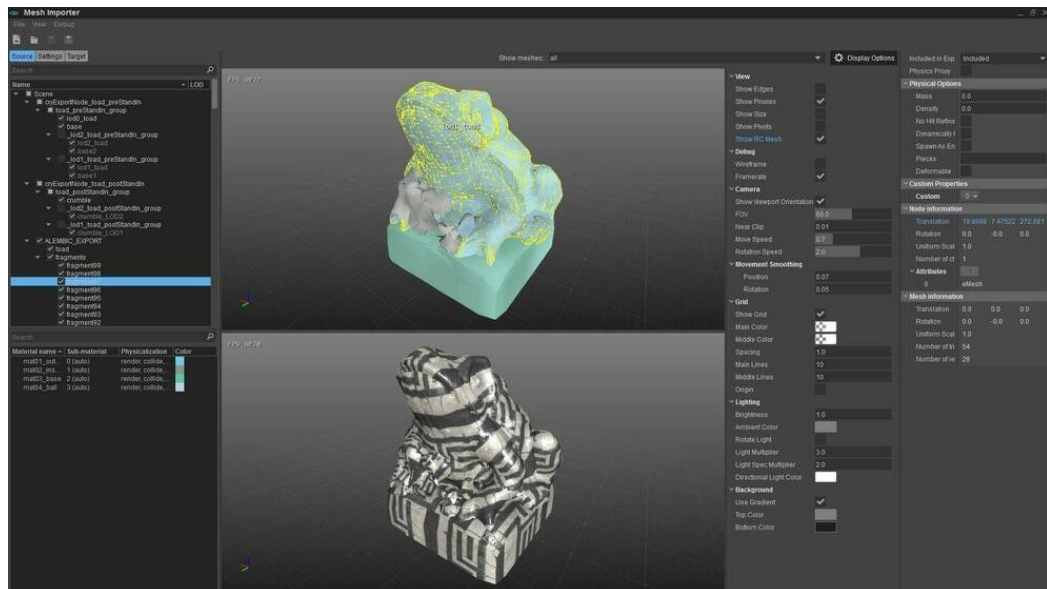 Mesh Importer
File View Debug
Source Settings Target
Search
Name LOD
Scene
cryExportNode_toad_preStandIn
toad_preStandIn_group
lod0_toad
base
_lod2_toad_preStandIn_group
lod2_toad
base2
_lod1_toad_preStandIn_group
lod1_toad
base1
cryExportNode_toad_postStandIn
toad_postStandIn_group
crumble
_lod2_toad_postStandIn_group
crumble_LOD2
_lod1_toad_postStandIn_group
crumble_LOD1
ALEMBIC_EXPORT
toad
fragments
fragment99
fragment98
fragment96
fragment95
fragment94
fragment93
fragment92
Search
Material name Sub-material Physicalization Color
mat01_out... 0 (auto) render, collide,...
mat02_ins... 1 (auto) render, collide,...
mat03_base 2 (auto) render, collide,...
mat04_ball 3 (auto) render, collide,...
Show meshes: all
Display Options
FPS
FPS
View
Show Edges
Show Proxies
Show Size
Show Pivots
Show RC Mesh
Debug
Wireframe
Framerate
Camera
Show Viewport Orientation
FOV 60.0
Near Clip 0.01
Move Speed 0.7
Rotation Speed 2.0
Movement Smoothing
Position 0.07
Rotation 0.05
Grid
Show Grid
Main Color
Middle Color
Spacing 1.0
Main Lines 10
Middle Lines 10
Origin
Lighting
Brightness 1.0
Ambient Color
Rotate Light
Light Multiplier 3.0
Light Spec Multiplier 2.0
Directional Light Color
Background
Use Gradient
Top Color
Bottom Color
Included in Exp Included
Physics Proxy
Physical Options
Mass 0.0
Density 0.0
No Hit Refine
Dynamically I
Spawn As En
Pieces
Deformable
Custom Properties
Custom 0
Node Information
Translation 7.47522
Rotation 0.0 -0.0 0.0
Uniform Scal 1.0
Number of ct 1
Attributes
0 eMesh
Mesh Information
Translation 0.0 0.0 0.0
Rotation 0.0 -0.0 0.0
Uniform Scal 1.0
Number of tri 54
Number of ve 29